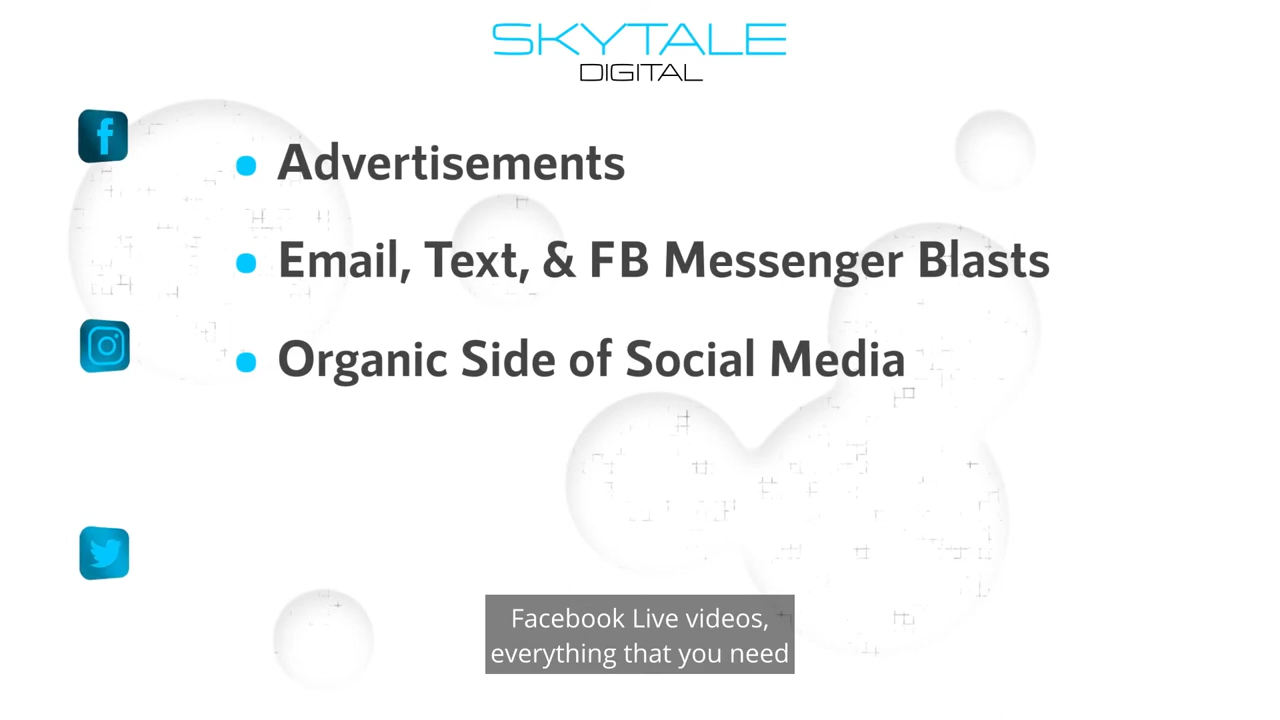 SKYTALE
DIGITAL
Advertisements
Email, Text, & FB Messenger Blasts
Organic Side of Social Media
Facebook Live videos,
everything that you need